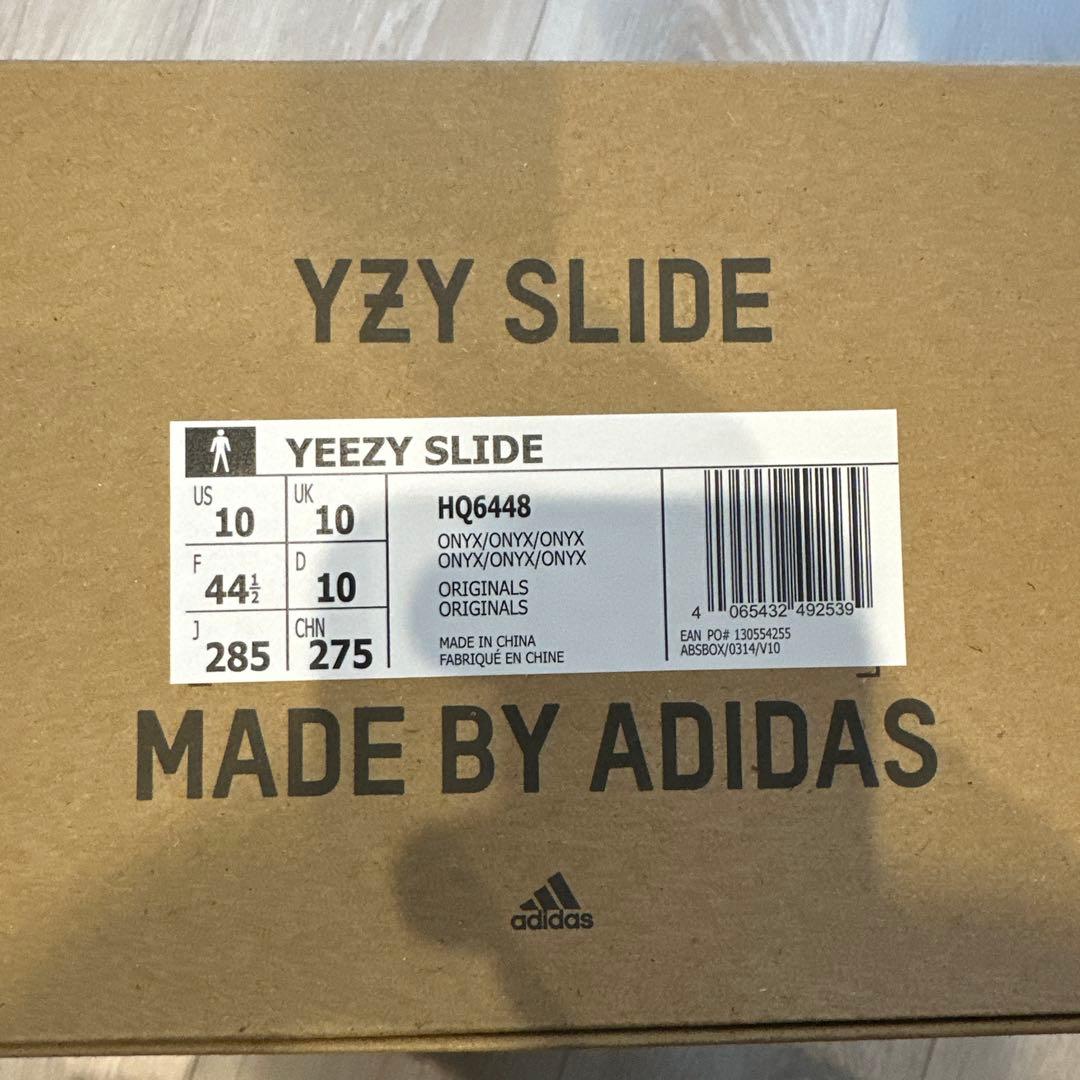 YZY SLIDE
YEEZY SLIDE
US 10
UK 10
F 44½
D 10
J 285
CHN 275
HQ6448
ONYX/ONYX/ONYX
ONYX/ONYX/ONYX
ORIGINALS
ORIGINALS
MADE IN CHINA
FABRIQUÉ EN CHINE
4 065432 492539
EAN PO# 130554255
ABSBOX/0314/V10
MADE BY ADIDAS
adidas